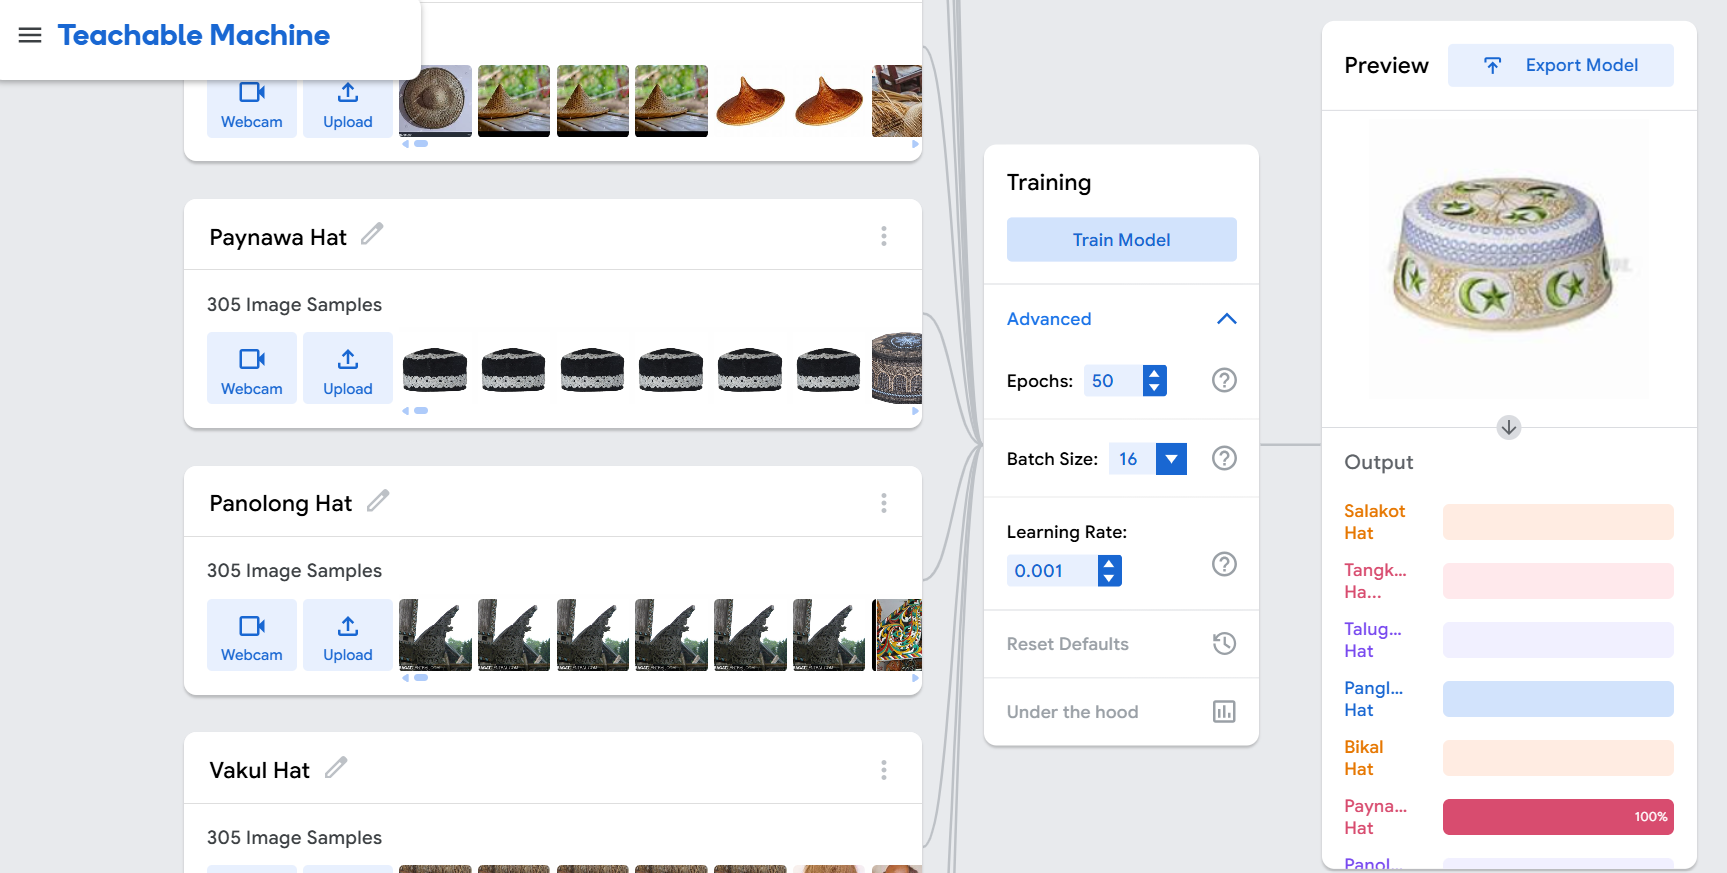 Teachable Machine
Webcam
Upload
Paynawa Hat
305 Image Samples
Webcam
Upload
Panolong Hat
305 Image Samples
Webcam
Upload
Vakul Hat
305 Image Samples
Training
Train Model
Advanced
Epochs: 50
Batch Size: 16
Learning Rate:
0.001
Reset Defaults
Under the hood
Preview
Export Model
Output
Salakot
Hat
Tangk...
Ha...
Talug...
Hat
Pangl...
Hat
Bikal
Hat
Payna...
Hat
100%
Panol...